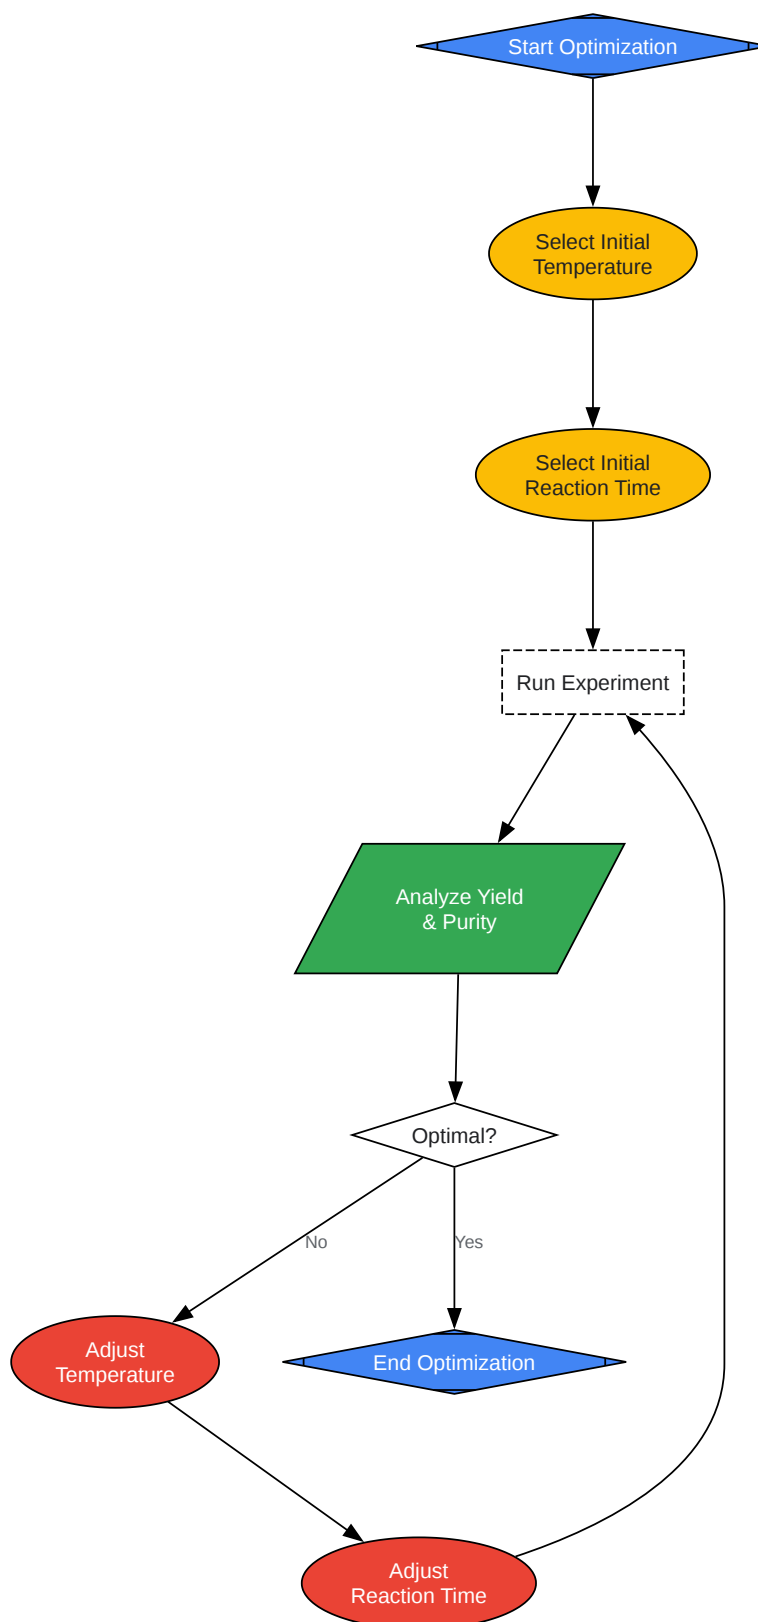 Start Optimization
Select Initial
Temperature
Select Initial
Reaction Time
Run Experiment
Analyze Yield
& Purity
Optimal?
No
Yes
Adjust
Temperature
End Optimization
Adjust
Reaction Time